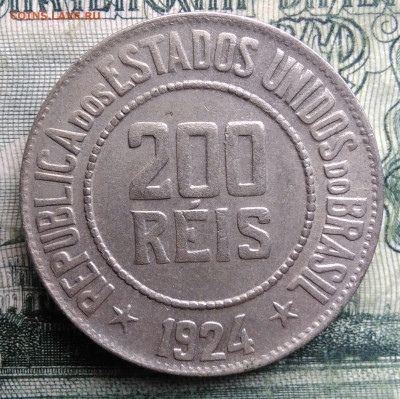 COINS.LAVE.RU
REPUBLICA DOS ESTADOS UNIDOS DO BRASIL
200
RÉIS
1924